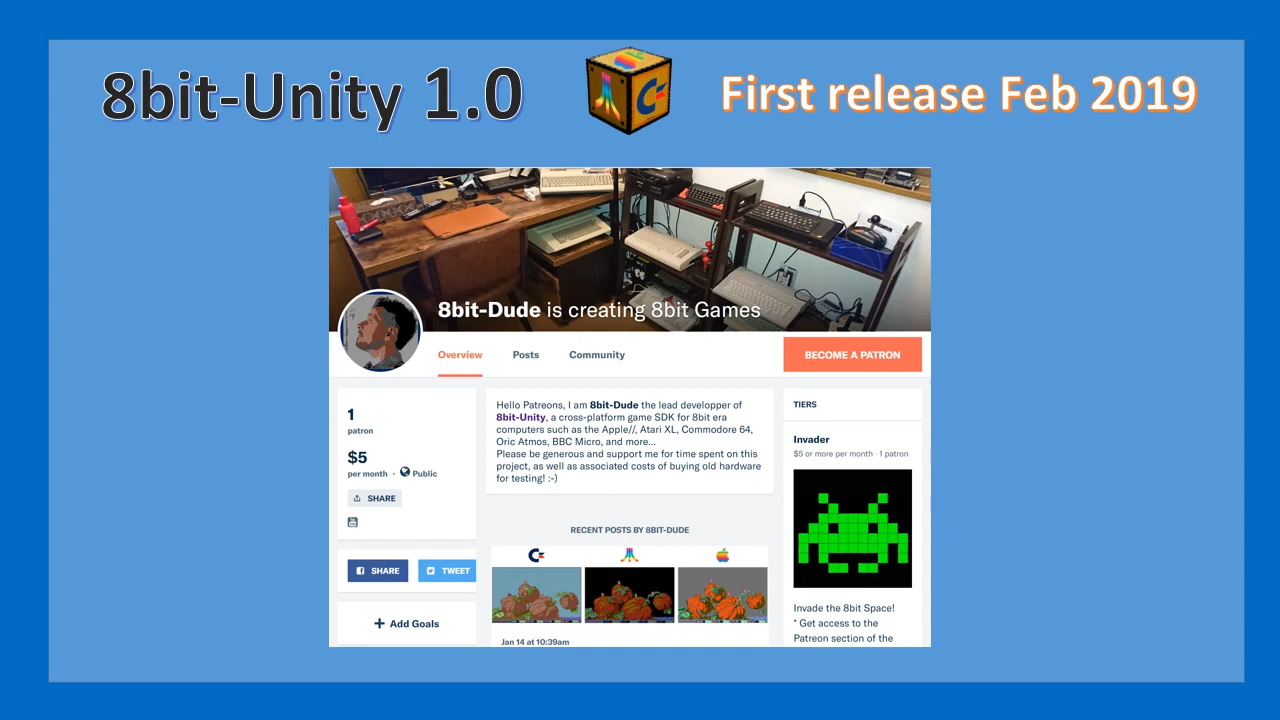 8bit-Unity 1.0
First release Feb 2019
8bit-Dude is creating 8bit Games
Overview
Posts
Community
BECOME A PATRON
1
patron
$5
per month · Public
SHARE
SHARE
TWEET
Add Goals
Hello Patreons, I am 8bit-Dude the lead developper of
8bit-Unity, a cross-platform game SDK for 8bit era
computers such as the Apple//, Atari XL, Commodore 64,
Oric Atmos, BBC Micro, and more...
Please be generous and support me for time spent on this
project, as well as associated costs of buying old hardware
for testing! :-)
RECENT POSTS BY 8BIT-DUDE
Jan 14 at 10:39am
TIERS
Invader
$5 or more per month · 1 patron
Invade the 8bit Space!
* Get access to the
Patreon section of the